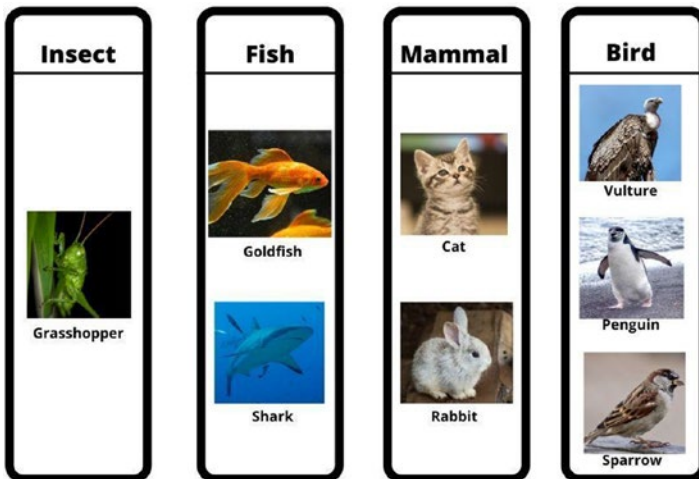 Insect
Grasshopper
Fish
Goldfish
Shark
Mammal
Cat
Rabbit
Bird
Vulture
Penguin
Sparrow